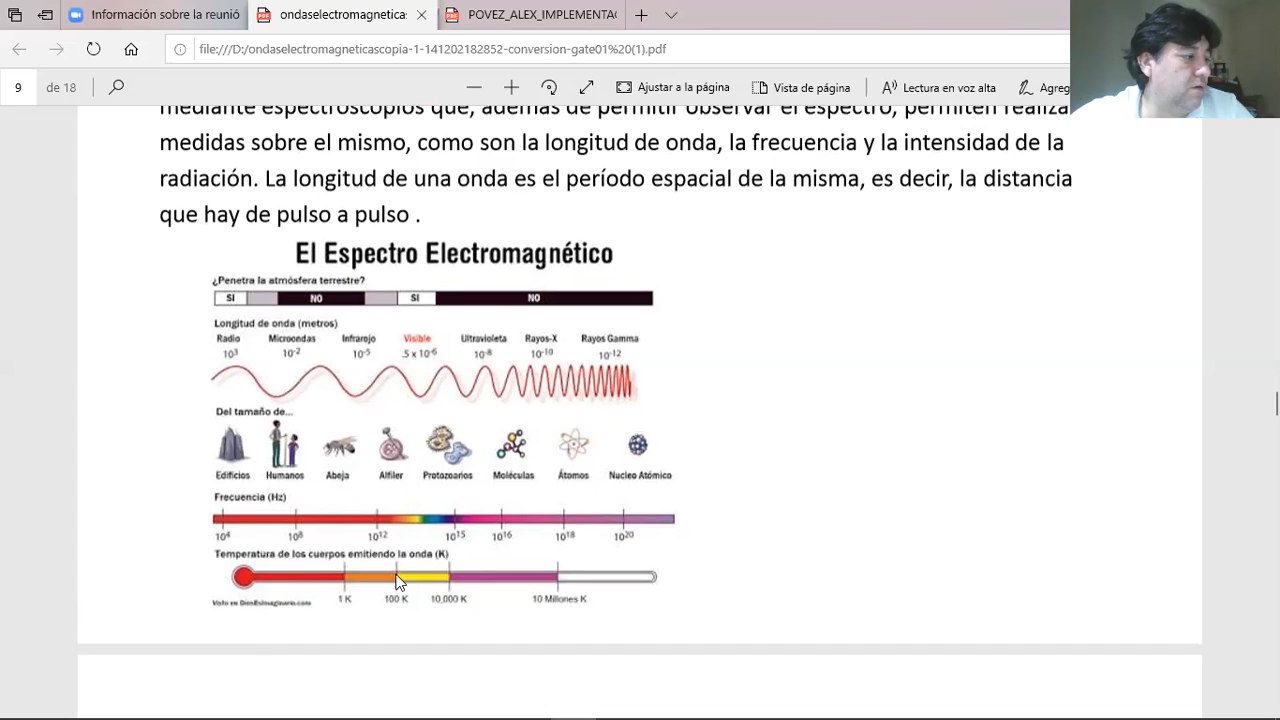 Información sobre la reunió
ondaselectromagnetica:
POVEZ_ALEX_IMPLEMENTAC
file:///D:/ondaselectromagneticascopia-1-141202182852-conversion-gate01%20(1).pdf
9 de 18
Ajustar a la página
Vista de página
Lectura en voz alta
Agreg
mediante espectroscopios que, además de permitir observar el espectro, permiten realiza
medidas sobre el mismo, como son la longitud de onda, la frecuencia y la intensidad de la
radiación. La longitud de una onda es el período espacial de la misma, es decir, la distancia
que hay de pulso a pulso .
El Espectro Electromagnético
¿Penetra la atmósfera terrestre?
SI NO SI NO
Longitud de onda (metros)
Radio Microondas Infrarojo Visible Ultravioleta Rayos-X Rayos Gamma
10³ 10⁻² 10⁻⁵ .5 x 10⁻⁶ 10⁻⁸ 10⁻¹⁰ 10⁻¹²
Del tamaño de...
Edificios Humanos Abeja Alfiler Protozoarios Moléculas Átomos Nucleo Atómico
Frecuencia (Hz)
10⁴ 10⁸ 10¹² 10¹⁵ 10¹⁶ 10¹⁸ 10²⁰
Temperatura de los cuerpos emitiendo la onda (K)
1 K 100 K 10,000 K 10 Millones K
Visto en DiosEsImaginario.com